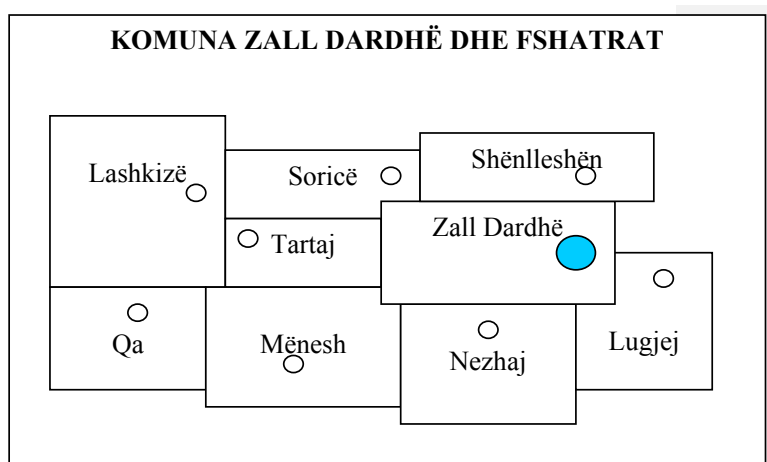 KOMUNA ZALL DARDHË DHE FSHATRAT
Lashkizë
Soricë
Shënlleshën
Tartaj
Zall Dardhë
Qa
Mënesh
Nezhaj
Lugjej